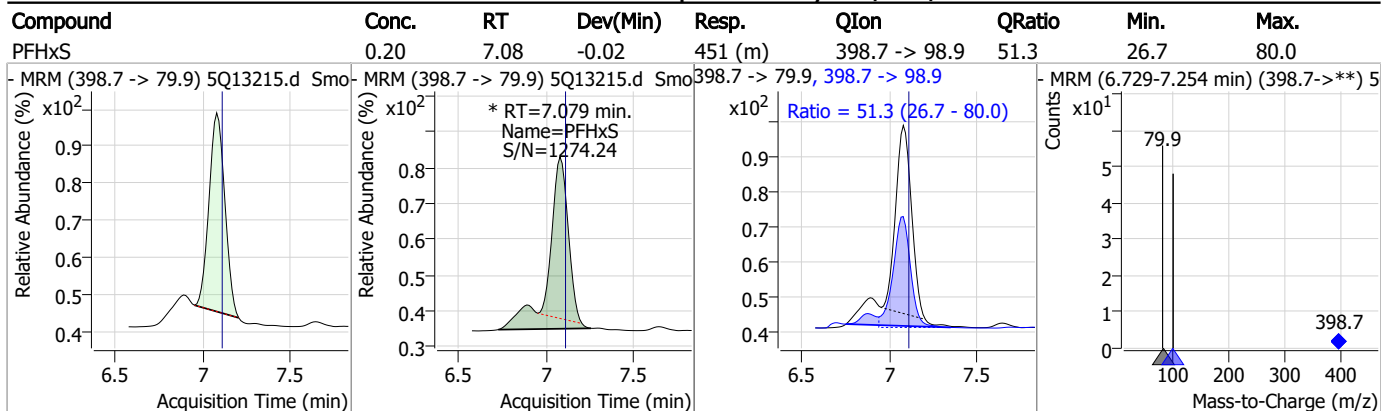 Compound Conc. RT Dev(Min) Resp. QIon QRatio Min. Max.
PFHxS 0.20 7.08 -0.02 451 (m) 398.7 -> 98.9 51.3 26.7 80.0
- MRM (398.7 -> 79.9) 5Q13215.d Smo
Relative Abundance (%)
x10²
0.9
0.8
0.7
0.6
0.5
0.4
6.5 7 7.5
Acquisition Time (min)
- MRM (398.7 -> 79.9) 5Q13215.d Smo
Relative Abundance (%)
x10²
* RT=7.079 min.
Name=PFHxS
S/N=1274.24
0.8
0.7
0.6
0.5
0.4
0.3
6.5 7 7.5
Acquisition Time (min)
398.7 -> 79.9, 398.7 -> 98.9
x10²
Ratio = 51.3 (26.7 - 80.0)
0.9
0.8
0.7
0.6
0.5
0.4
6.5 7 7.5
Acquisition Time (min)
- MRM (6.729-7.254 min) (398.7->**) 5
Counts
x10¹
79.9
5
4
3
2
1
0
398.7
100 200 300 400
Mass-to-Charge (m/z)